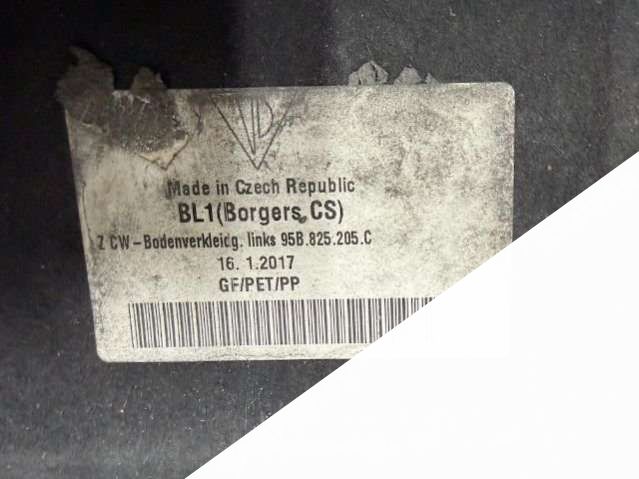 Made in Czech Republic
BL1(Borgers, CS)
Z CW-Bodenverkleidg. links 95B.825.205.C
16. 1.2017
GF/PET/PP